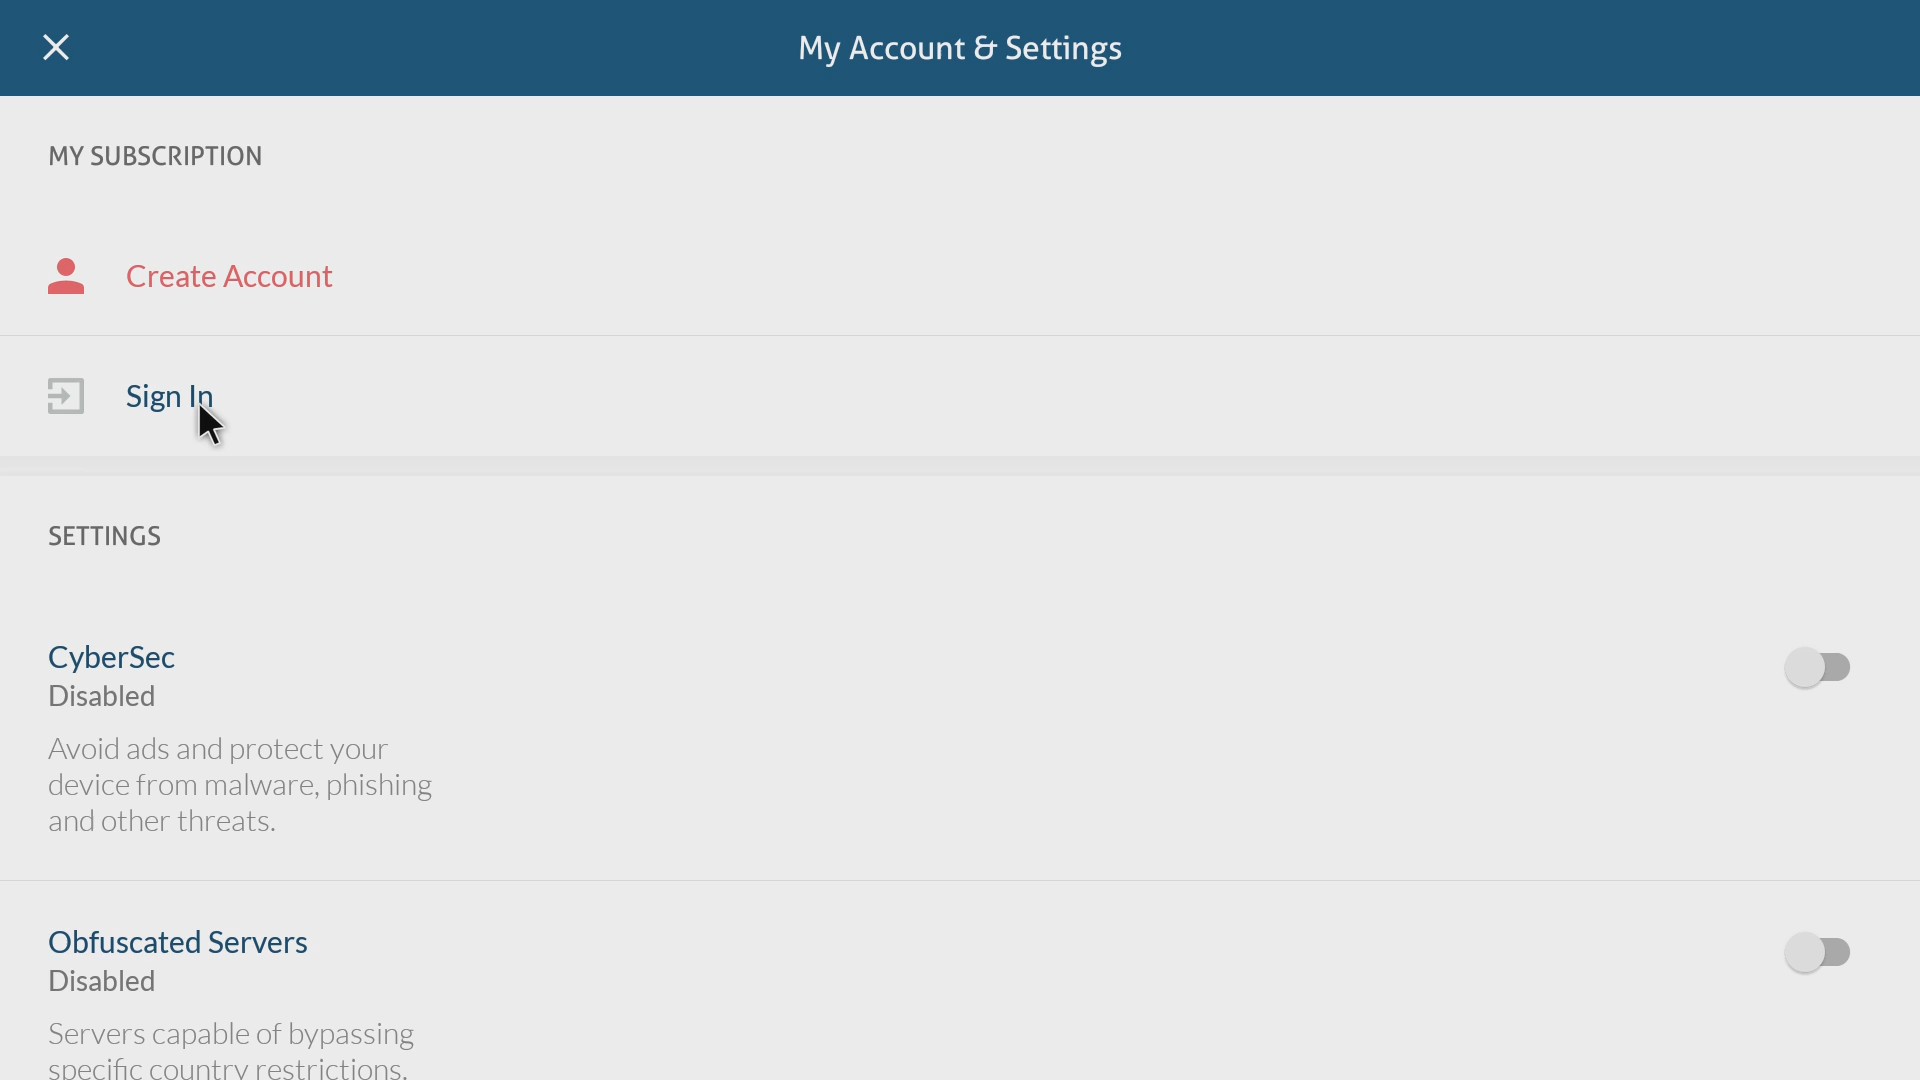 My Account & Settings
MY SUBSCRIPTION
Create Account
Sign In
SETTINGS
CyberSec
Disabled
Avoid ads and protect your
device from malware, phishing
and other threats.
Obfuscated Servers
Disabled
Servers capable of bypassing
specific country restrictions.